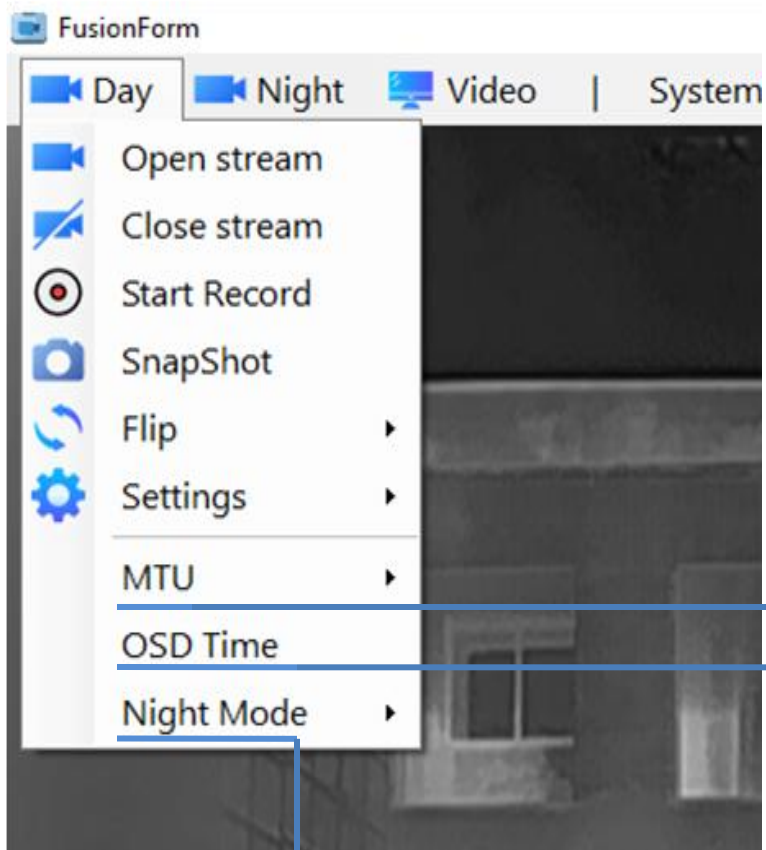 FusionForm
Day Night Video | System
Open stream
Close stream
Start Record
SnapShot
Flip
Settings
MTU
OSD Time
Night Mode